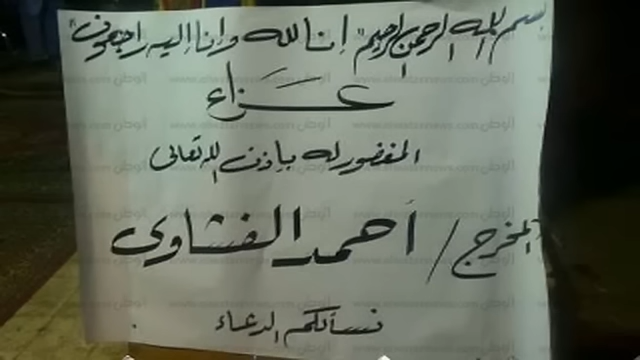 بسم الله الرحمن الرحيم "إنا لله وإنا إليه راجعون"
عزاء
المغفور له بإذن الله تعالى
المخرج / أحمد الفشاوى
نسألكم الدعاء